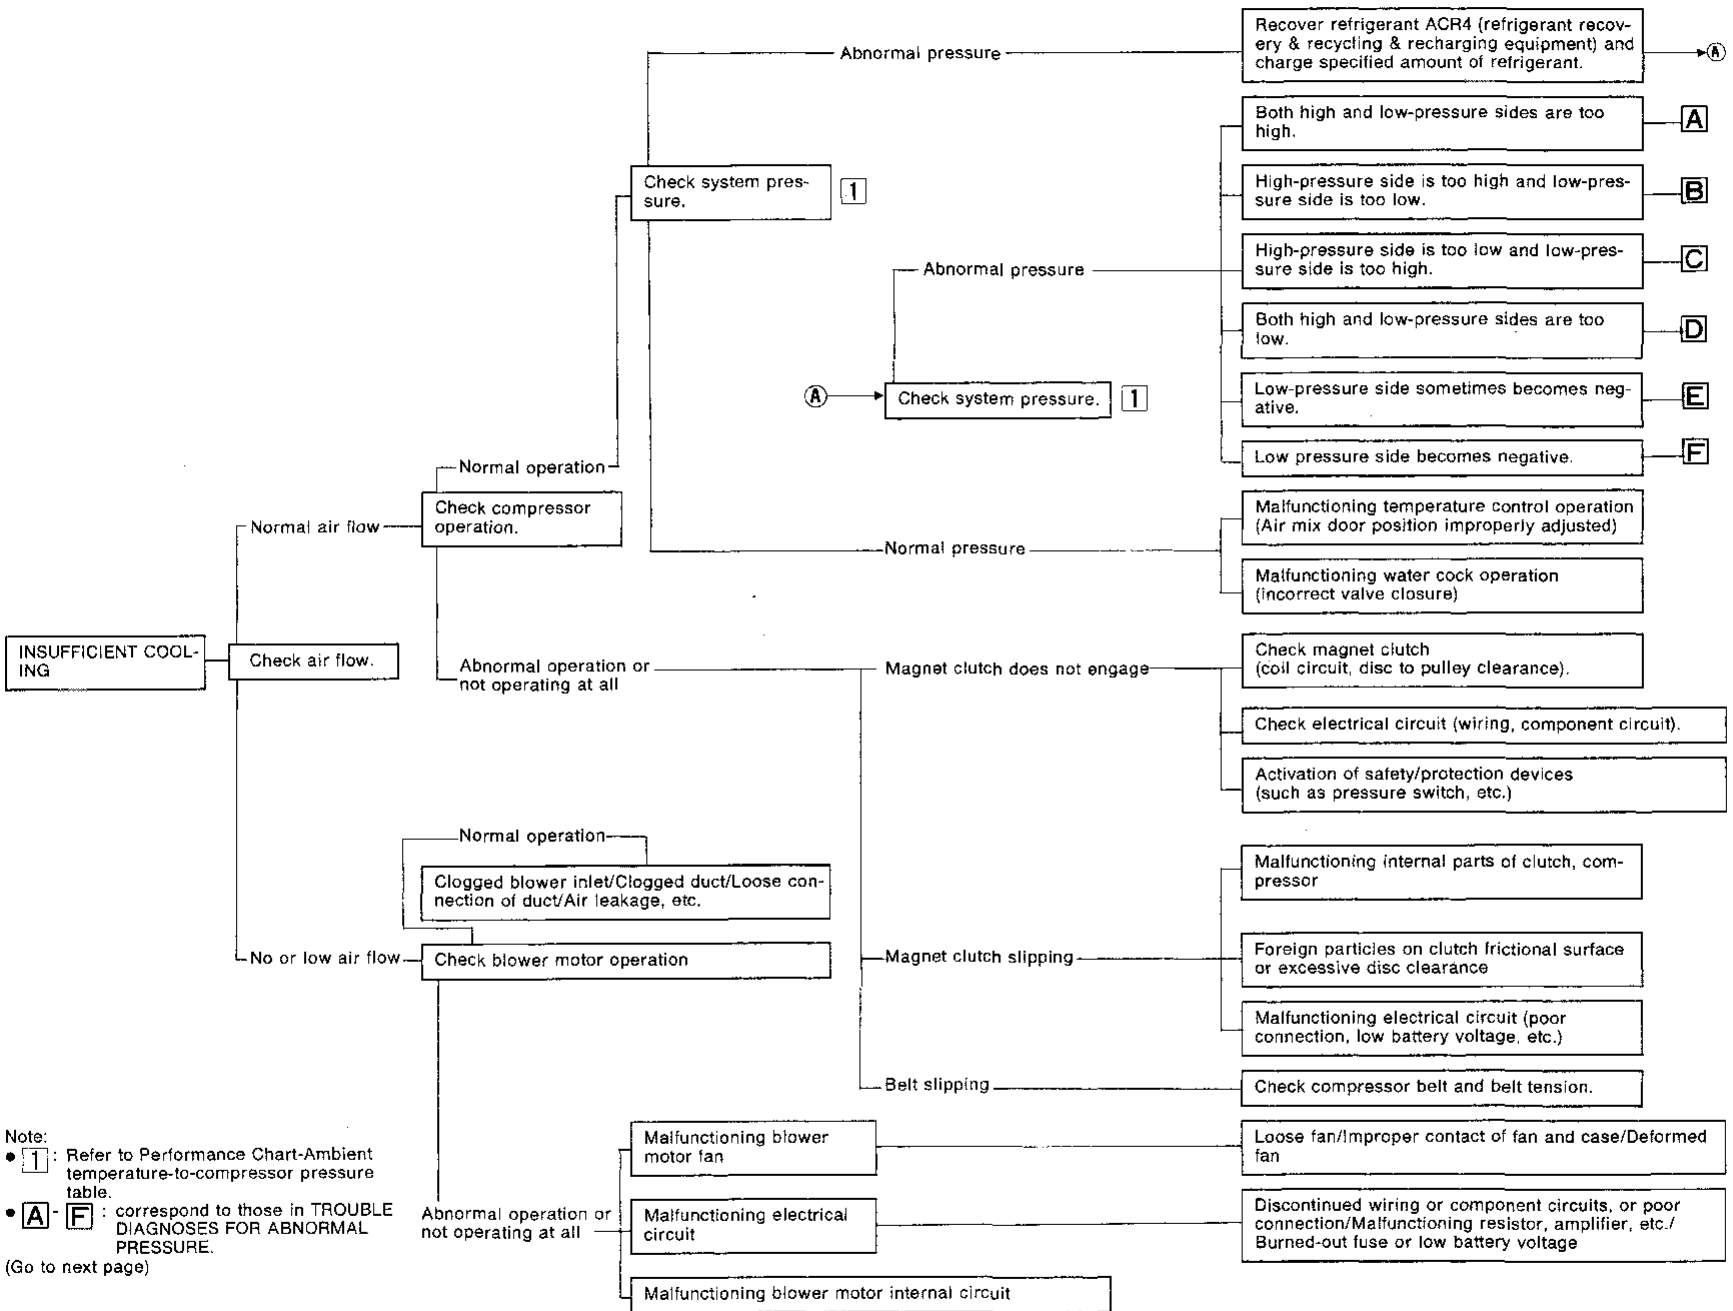 Abnormal pressure
Recover refrigerant ACR4 (refrigerant recov-
ery & recycling & recharging equipment) and
charge specified amount of refrigerant.
A
Both high and low-pressure sides are too
high.
A
Check system pres-
sure.
1
High-pressure side is too high and low-pres-
sure side is too low.
B
Abnormal pressure
High-pressure side is too low and low-pres-
sure side is too high.
C
Both high and low-pressure sides are too
low.
D
A
Check system pressure.
1
Low-pressure side sometimes becomes neg-
ative.
E
Low pressure side becomes negative.
F
Normal operation
Check compressor
operation.
Normal air flow
Normal pressure
Malfunctioning temperature control operation
(Air mix door position improperly adjusted)
Malfunctioning water cock operation
(incorrect valve closure)
INSUFFICIENT COOL-
ING
Check air flow.
Abnormal operation or
not operating at all
Magnet clutch does not engage
Check magnet clutch
(coil circuit, disc to pulley clearance).
Check electrical circuit (wiring, component circuit).
Activation of safety/protection devices
(such as pressure switch, etc.)
Normal operation
Clogged blower inlet/Clogged duct/Loose con-
nection of duct/Air leakage, etc.
Malfunctioning internal parts of clutch, com-
pressor
No or low air flow
Check blower motor operation
Magnet clutch slipping
Foreign particles on clutch frictional surface
or excessive disc clearance
Malfunctioning electrical circuit (poor
connection, low battery voltage, etc.)
Belt slipping
Check compressor belt and belt tension.
Malfunctioning blower
motor fan
Loose fan/Improper contact of fan and case/Deformed
fan
Abnormal operation or
not operating at all
Malfunctioning electrical
circuit
Discontinued wiring or component circuits, or poor
connection/Malfunctioning resistor, amplifier, etc./
Burned-out fuse or low battery voltage
Malfunctioning blower motor internal circuit
Note:
• 1 : Refer to Performance Chart-Ambient
temperature-to-compressor pressure
table.
• A - F : correspond to those in TROUBLE
DIAGNOSES FOR ABNORMAL
PRESSURE.
(Go to next page)